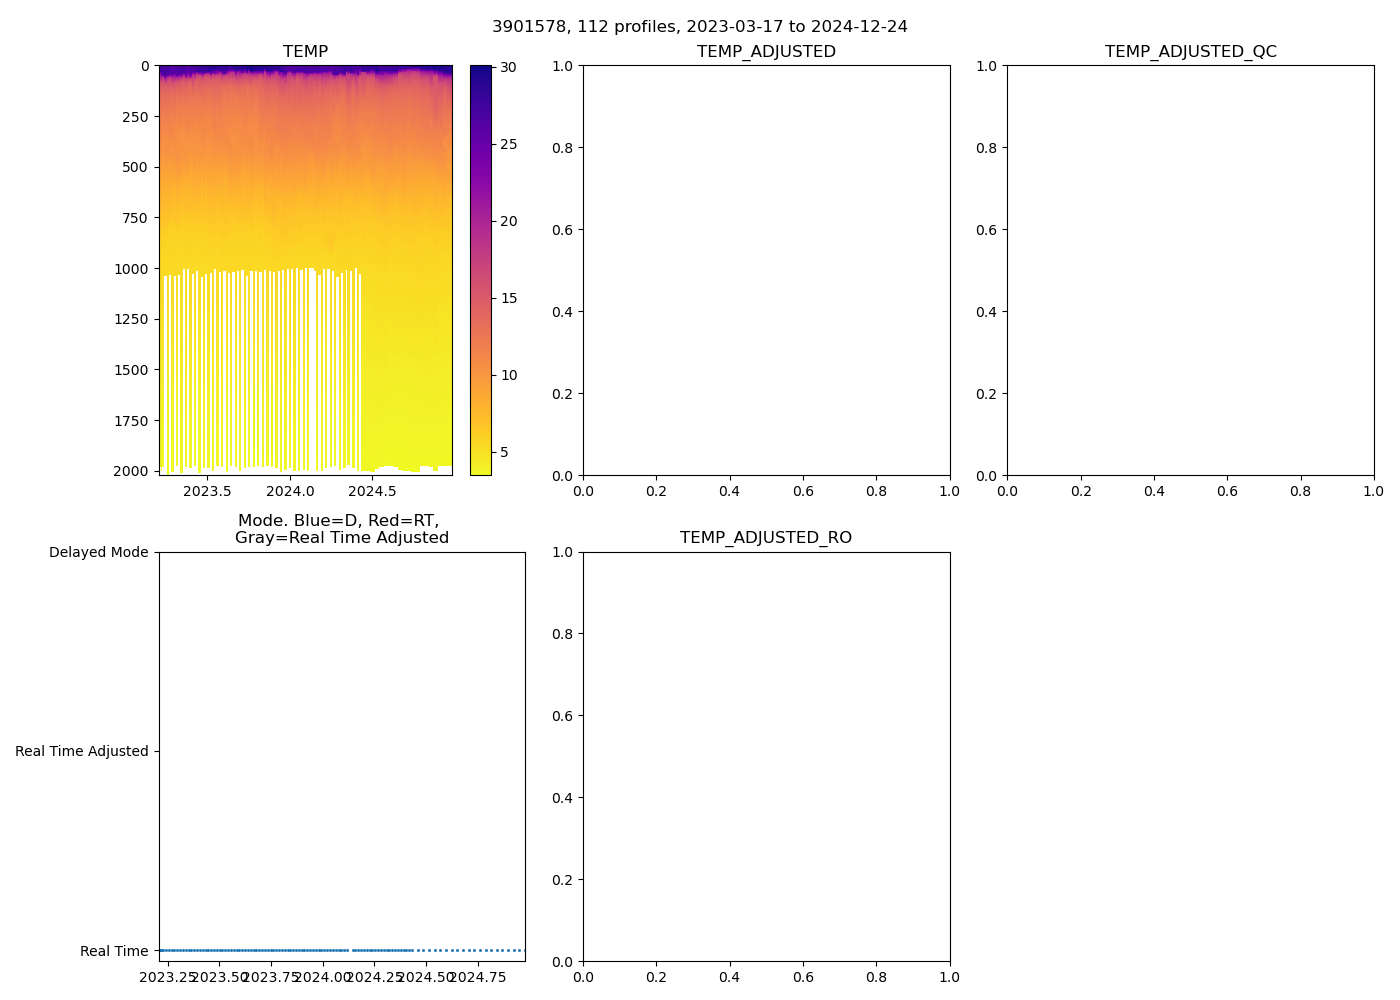 3901578, 112 profiles, 2023-03-17 to 2024-12-24
TEMP
0
250
500
750
1000
1250
1500
1750
2000
2023.5 2024.0 2024.5
30
25
20
15
10
5
TEMP_ADJUSTED
1.0
0.8
0.6
0.4
0.2
0.0
0.0 0.2 0.4 0.6 0.8 1.0
TEMP_ADJUSTED_QC
1.0
0.8
0.6
0.4
0.2
0.0
0.0 0.2 0.4 0.6 0.8 1.0
Mode. Blue=D, Red=RT,
Gray=Real Time Adjusted
Delayed Mode
Real Time Adjusted
Real Time
2023.25 2023.50 2023.75 2024.00 2024.25 2024.50 2024.75
TEMP_ADJUSTED_RO
1.0
0.8
0.6
0.4
0.2
0.0
0.0 0.2 0.4 0.6 0.8 1.0